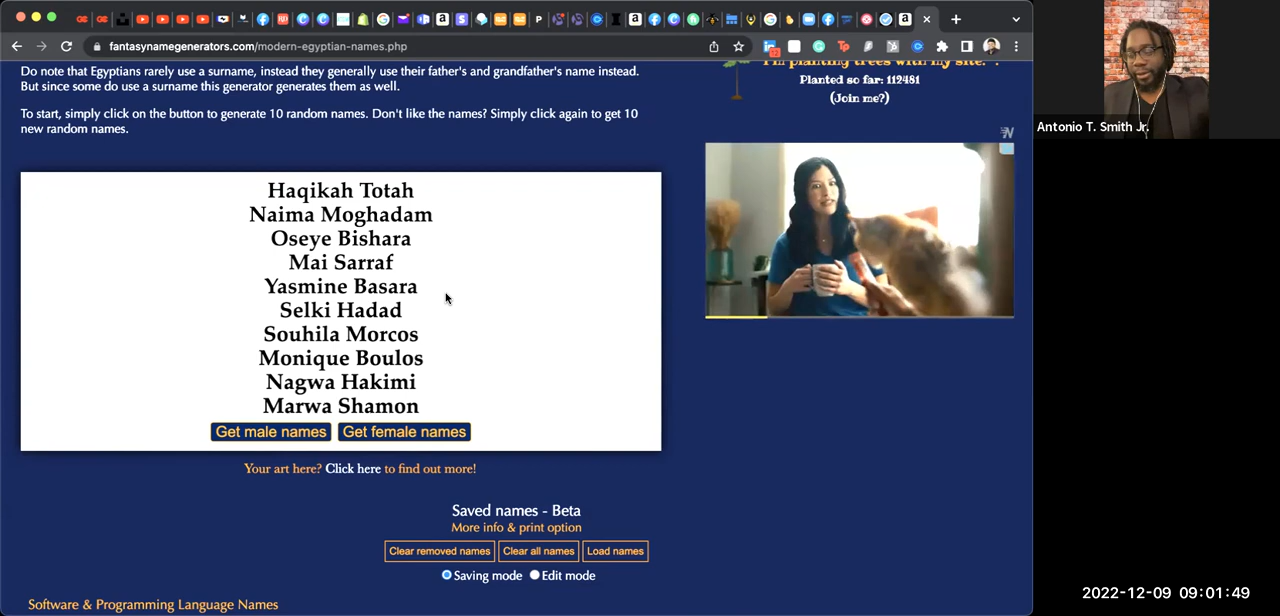 fantasynamegenerators.com/modern-egyptian-names.php
Do note that Egyptians rarely use a surname, instead they generally use their father's and grandfather's name instead.
But since some do use a surname this generator generates them as well.
To start, simply click on the button to generate 10 random names. Don't like the names? Simply click again to get 10
new random names.
I'm planting trees with my site.
Planted so far: 112481
(Join me?)
Antonio T. Smith Jr.
Haqikah Totah
Naima Moghadam
Oseye Bishara
Mai Sarraf
Yasmine Basara
Selki Hadad
Souhila Morcos
Monique Boulos
Nagwa Hakimi
Marwa Shamon
Get male names Get female names
Your art here? Click here to find out more!
Saved names - Beta
More info & print option
Clear removed names Clear all names Load names
Saving mode Edit mode
Software & Programming Language Names
2022-12-09 09:01:49